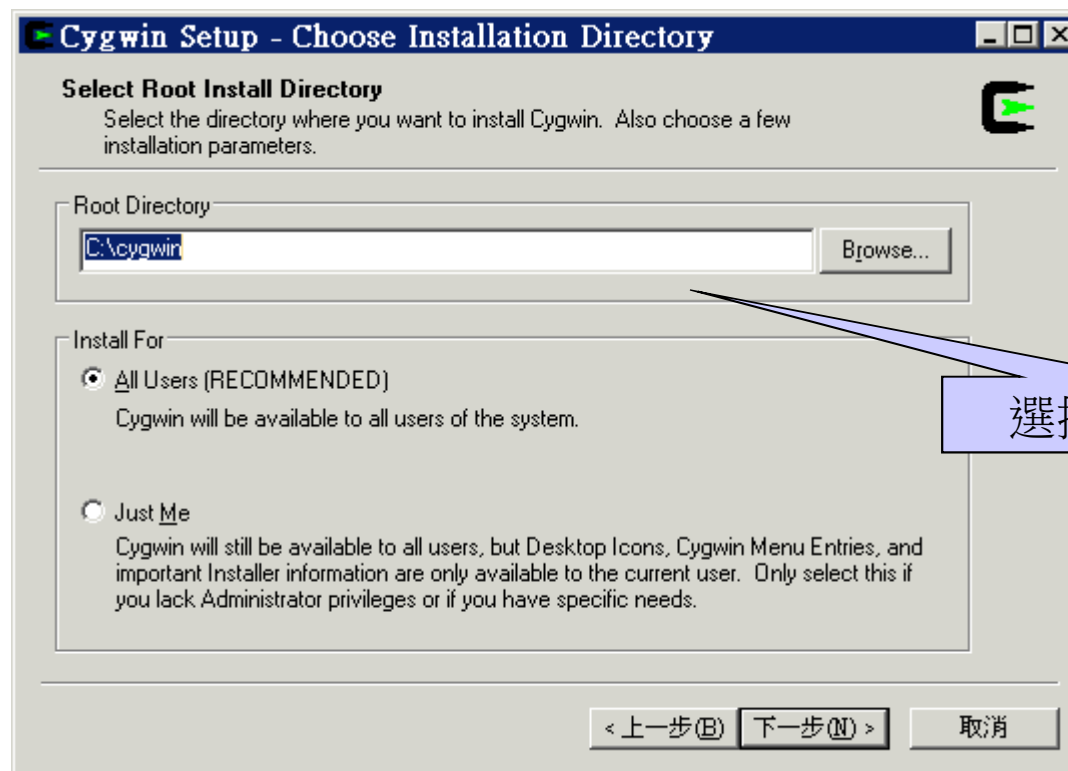 Cygwin Setup - Choose Installation Directory
Select Root Install Directory
Select the directory where you want to install Cygwin. Also choose a few
installation parameters.
Root Directory
C:\cygwin
Browse...
Install For
All Users (RECOMMENDED)
Cygwin will be available to all users of the system.
選
Just Me
Cygwin will still be available to all users, but Desktop Icons, Cygwin Menu Entries, and
important Installer information are only available to the current user. Only select this if
you lack Administrator privileges or if you have specific needs.
<上一步(B) 下一步(N)> 取消